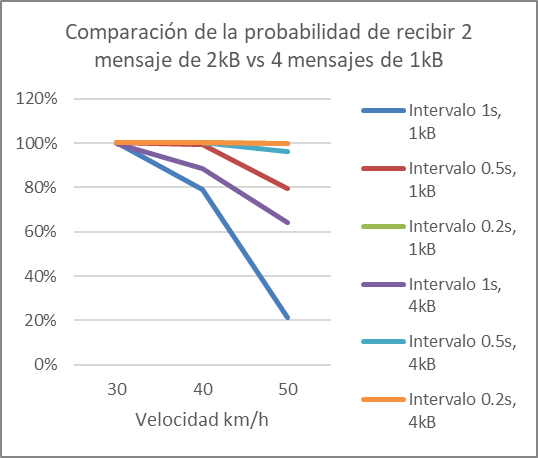 Comparación de la probabilidad de recibir 2
mensaje de 2kB vs 4 mensajes de 1kB
120%
100%
80%
60%
40%
20%
0%
30 40 50
Velocidad km/h
Intervalo 1s,
1kB
Intervalo 0.5s,
1kB
Intervalo 0.2s,
1kB
Intervalo 1s,
4kB
Intervalo 0.5s,
4kB
Intervalo 0.2s,
4kB